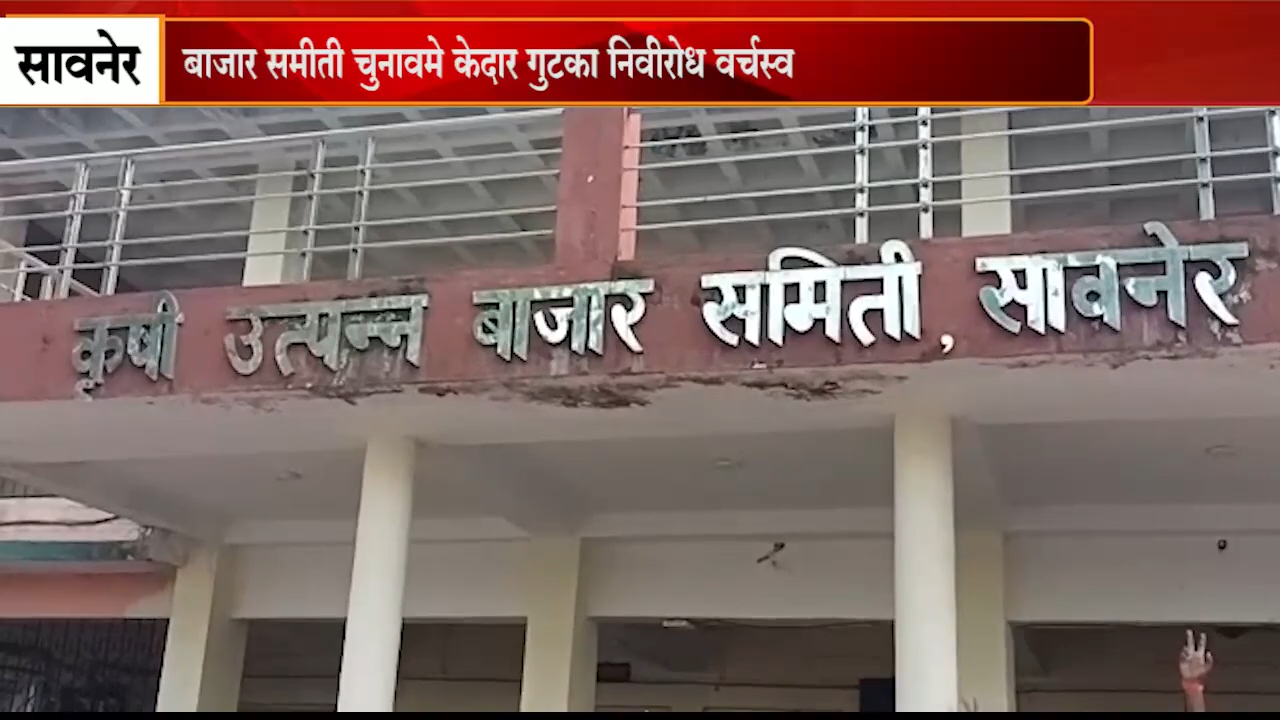 सावनेर
बाजार समीती चुनावमे केदार गुटका निवीरोध वर्चस्व
कृषी उत्पन्न बाजार समिती, सावनेर